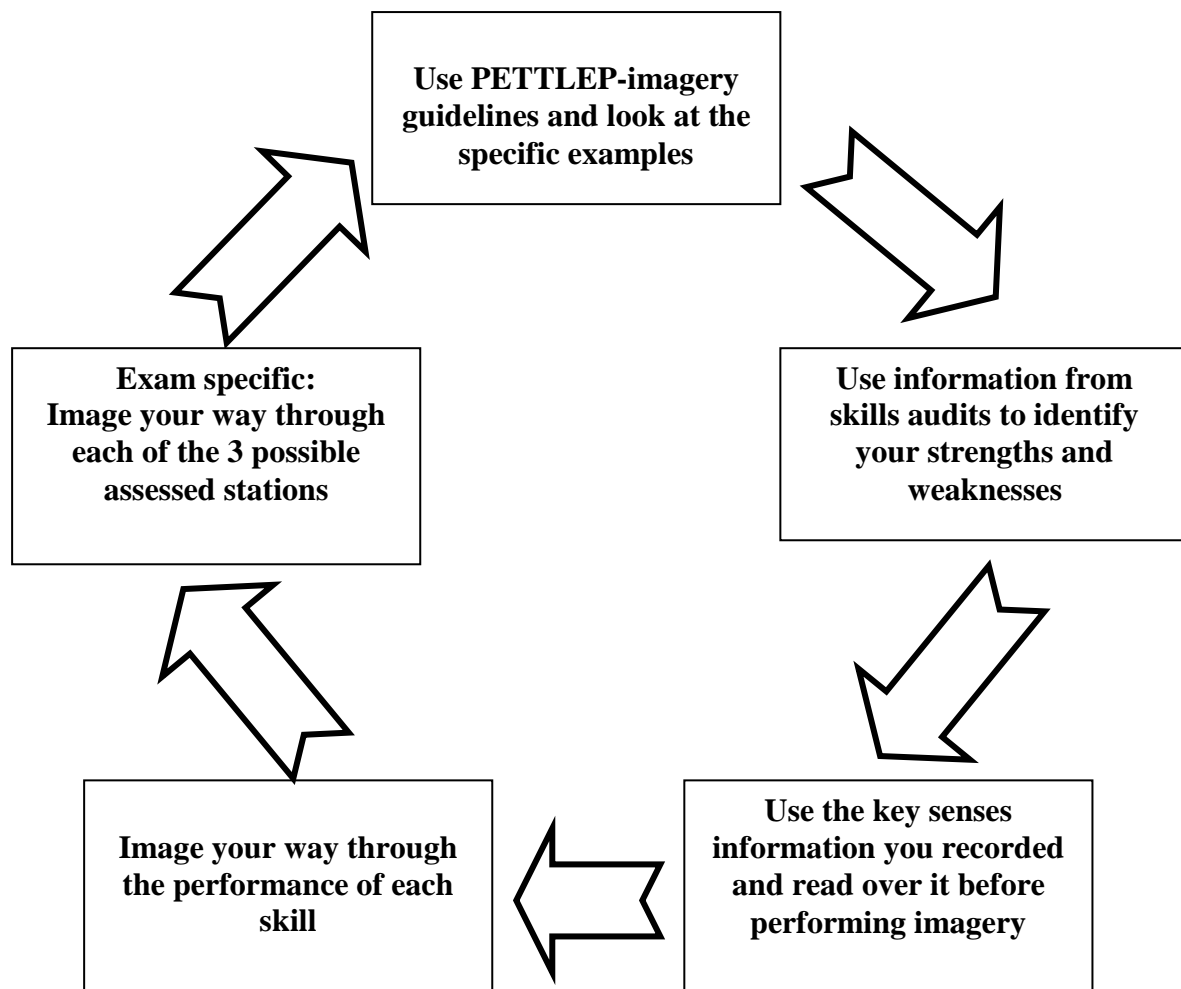 Use PETTLEP-imagery
guidelines and look at the
specific examples
Use information from
skills audits to identify
your strengths and
weaknesses
Use the key senses
information you recorded
and read over it before
performing imagery
Image your way through
the performance of each
skill
Exam specific:
Image your way through
each of the 3 possible
assessed stations